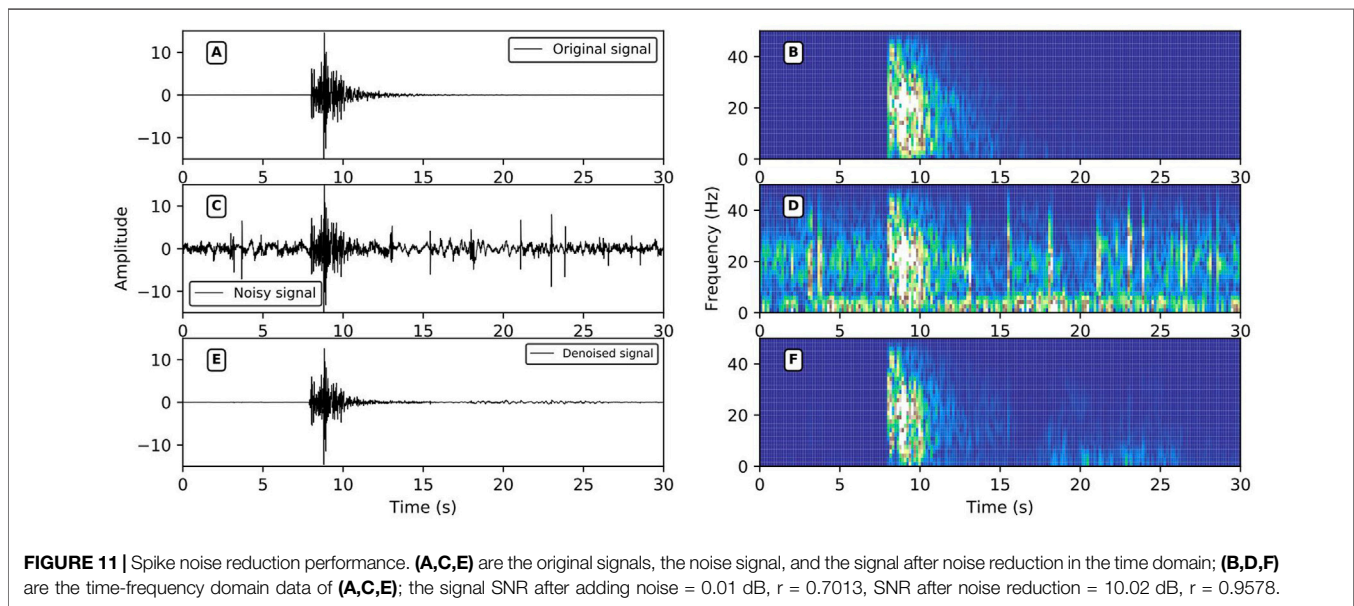 A
Original signal
10
0
−10
0 5 10 15 20 25 30
B
40
20
0
0 5 10 15 20 25 30
C
Noisy signal
10
0
−10
Amplitude
0 5 10 15 20 25 30
D
40
20
0
Frequency (Hz)
0 5 10 15 20 25 30
E
Denoised signal
10
0
−10
0 5 10 15 20 25 30
Time (s)
F
40
20
0
0 5 10 15 20 25 30
Time (s)
FIGURE 11 | Spike noise reduction performance. (A,C,E) are the original signals, the noise signal, and the signal after noise reduction in the time domain; (B,D,F)
are the time-frequency domain data of (A,C,E); the signal SNR after adding noise = 0.01 dB, r = 0.7013, SNR after noise reduction = 10.02 dB, r = 0.9578.